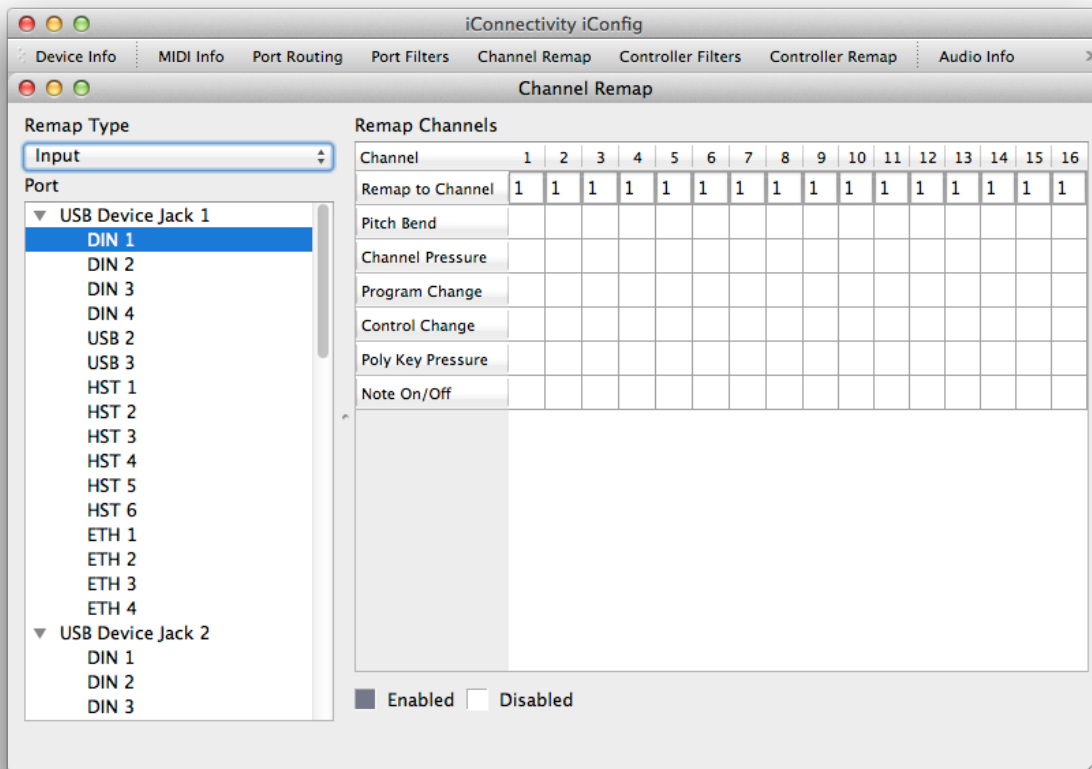 iConnectivity iConfig
Device Info MIDI Info Port Routing Port Filters Channel Remap Controller Filters Controller Remap Audio Info
Channel Remap
Remap Type
Input
Port
USB Device Jack 1
DIN 1
DIN 2
DIN 3
DIN 4
USB 2
USB 3
HST 1
HST 2
HST 3
HST 4
HST 5
HST 6
ETH 1
ETH 2
ETH 3
ETH 4
USB Device Jack 2
DIN 1
DIN 2
DIN 3
Remap Channels
Channel 1 2 3 4 5 6 7 8 9 10 11 12 13 14 15 16
Remap to Channel 1 1 1 1 1 1 1 1 1 1 1 1 1 1 1 1
Pitch Bend
Channel Pressure
Program Change
Control Change
Poly Key Pressure
Note On/Off
Enabled Disabled